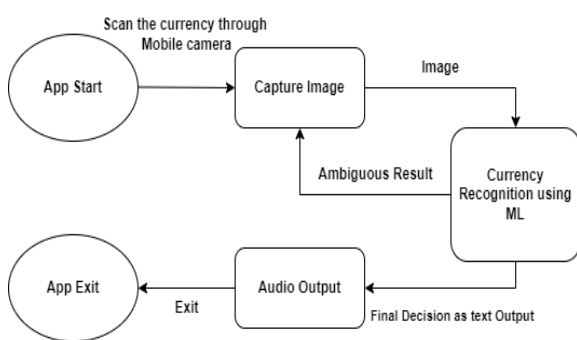 Scan the currency through
Mobile camera
App Start
Capture Image
Image
Ambiguous Result
Currency
Recognition using
ML
App Exit
Exit
Audio Output
Final Decision as text Output